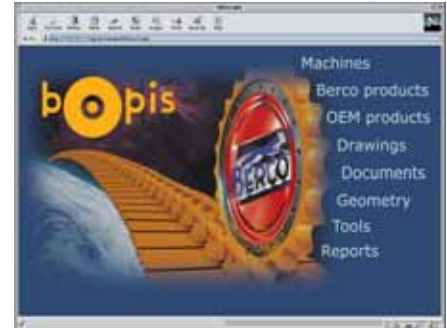 bopis
BERCO
Machines
Berco products
OEM products
Drawings
Documents
Geometry
Tools
Reports